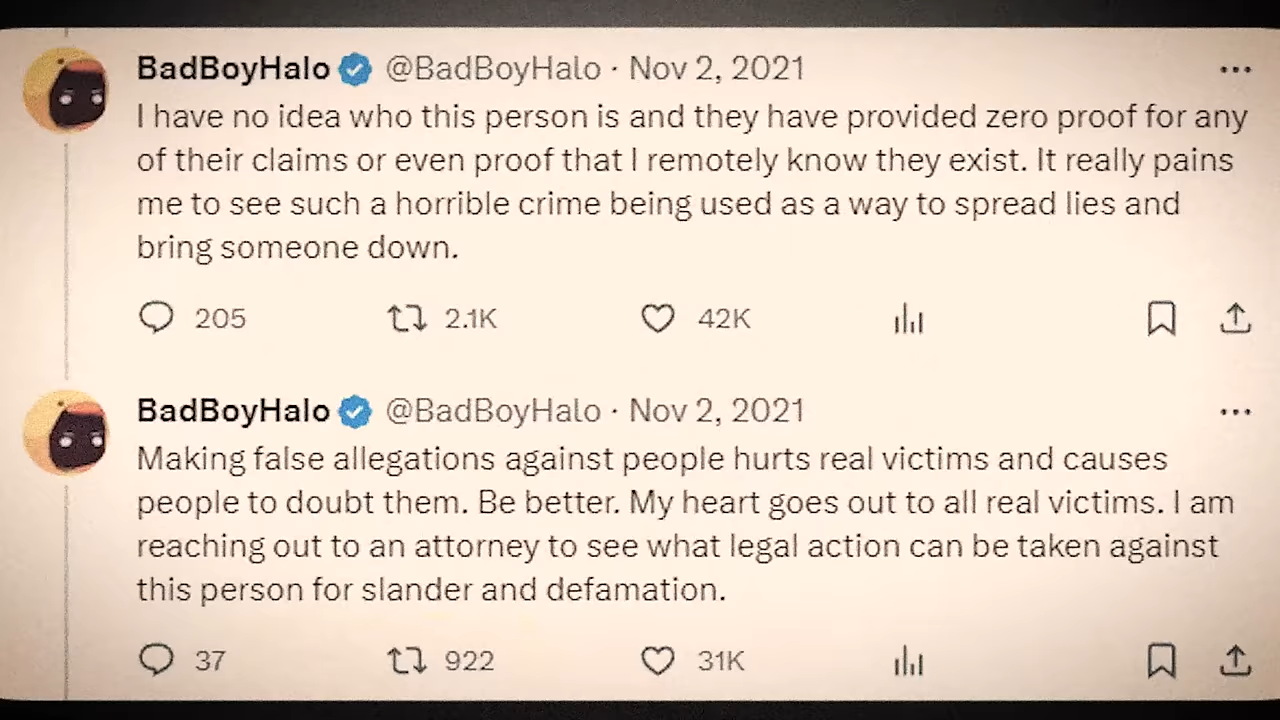 BadBoyHalo @BadBoyHalo · Nov 2, 2021
I have no idea who this person is and they have provided zero proof for any
of their claims or even proof that I remotely know they exist. It really pains
me to see such a horrible crime being used as a way to spread lies and
bring someone down.
205 2.1K 42K
BadBoyHalo @BadBoyHalo · Nov 2, 2021
Making false allegations against people hurts real victims and causes
people to doubt them. Be better. My heart goes out to all real victims. I am
reaching out to an attorney to see what legal action can be taken against
this person for slander and defamation.
37 922 31K